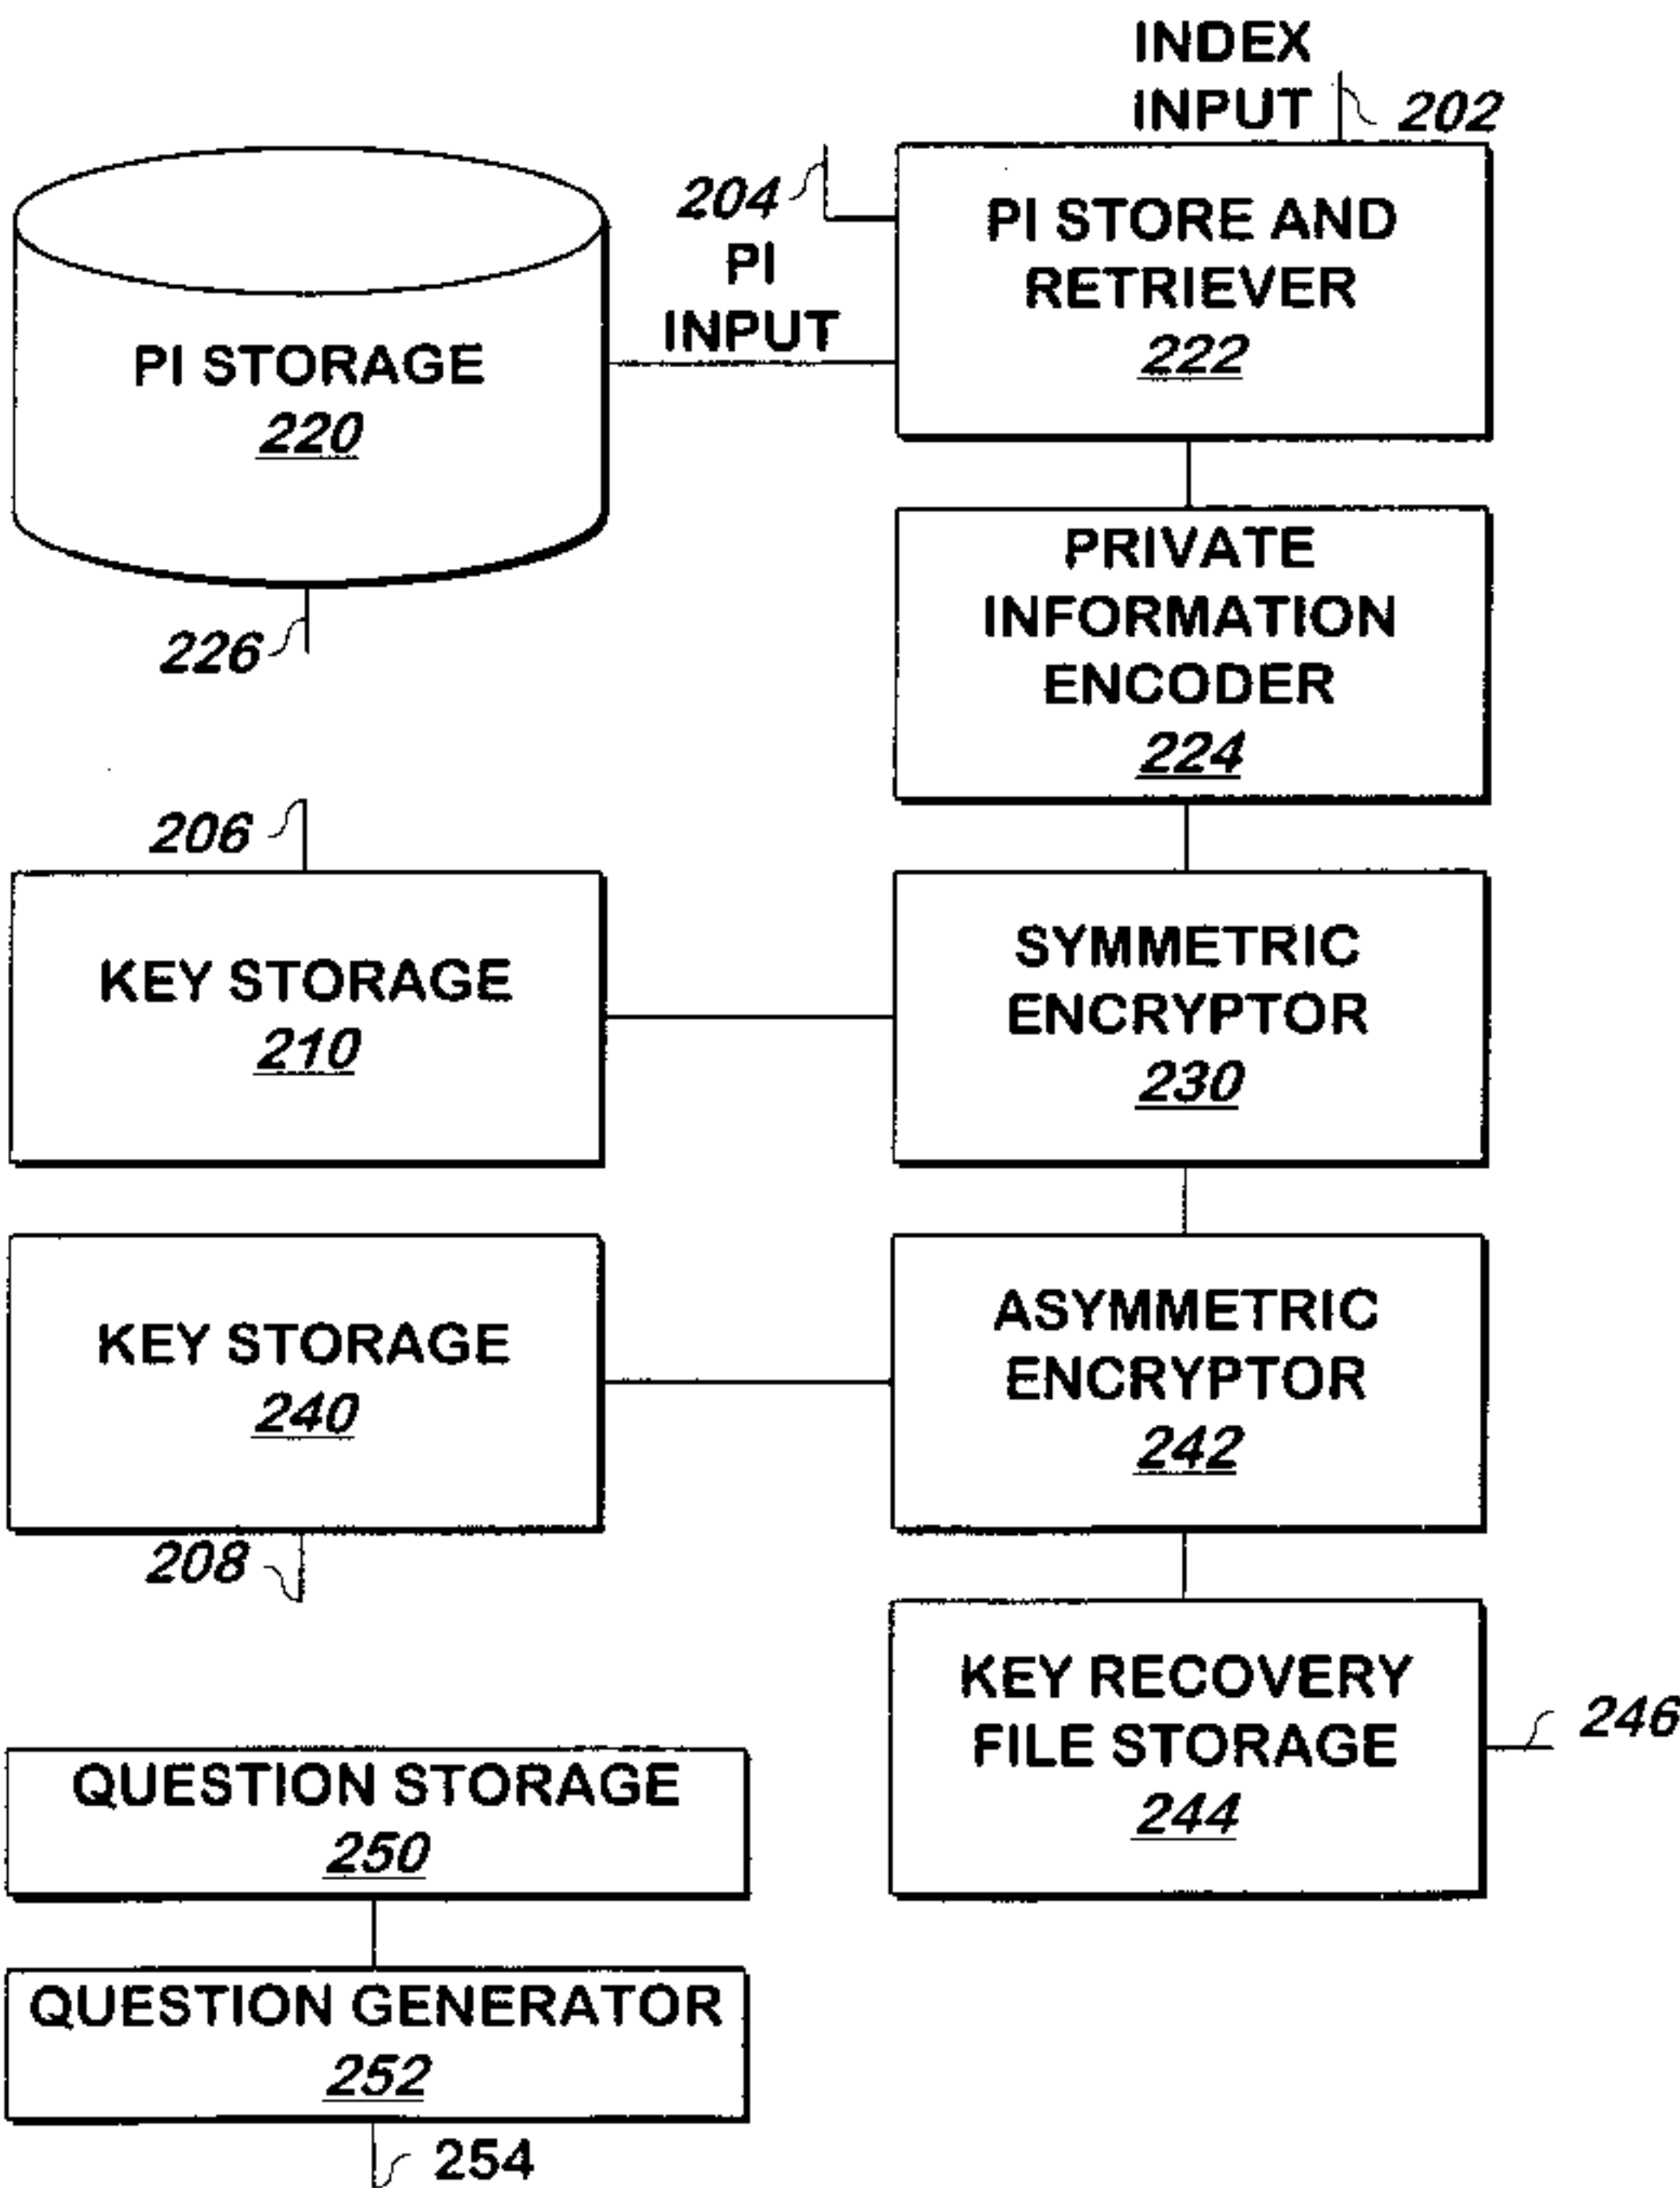 INDEX
INPUT 202
204
PI
INPUT
PI STORE AND
RETRIEVER
222
PI STORAGE
220
226
PRIVATE
INFORMATION
ENCODER
224
206
KEY STORAGE
210
SYMMETRIC
ENCRYPTOR
230
KEY STORAGE
240
208
ASYMMETRIC
ENCRYPTOR
242
KEY RECOVERY
FILE STORAGE
244
246
QUESTION STORAGE
250
QUESTION GENERATOR
252
254